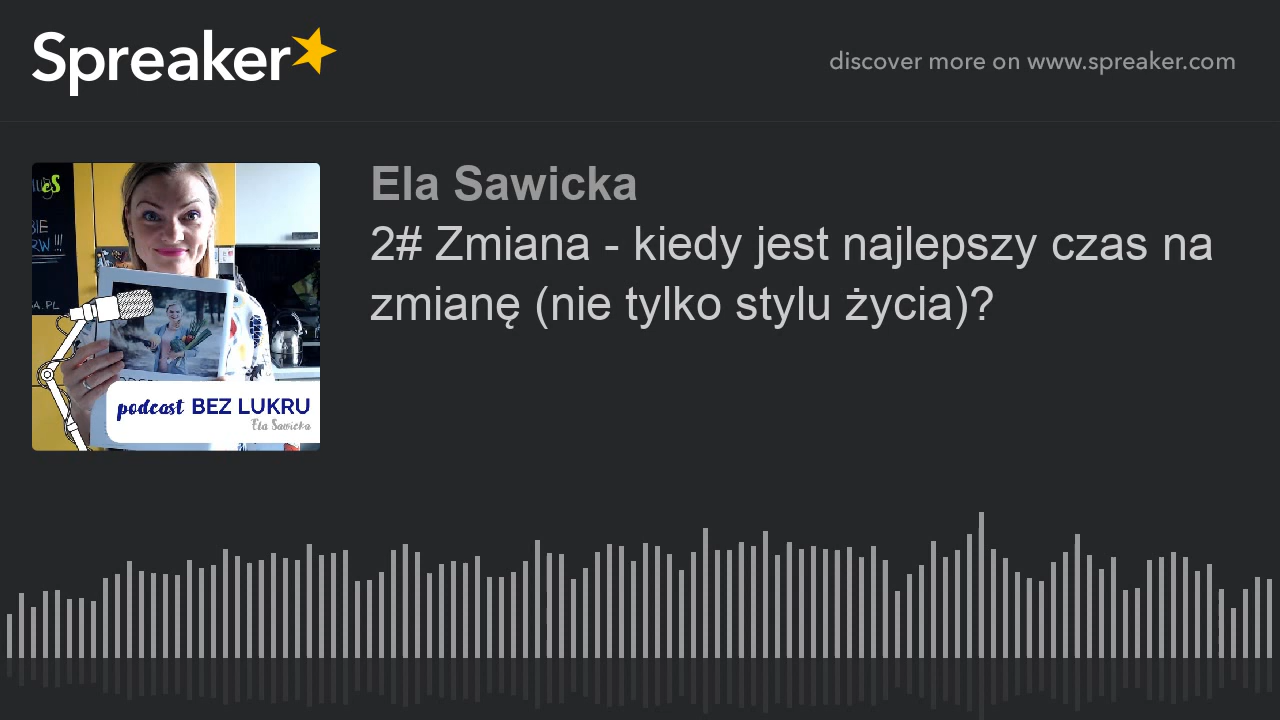 Spreaker
discover more on www.spreaker.com
Ela Sawicka
2# Zmiana - kiedy jest najlepszy czas na
zmianę (nie tylko stylu życia)?
eS
podcast BEZ LUKRU
Ela Sawicka